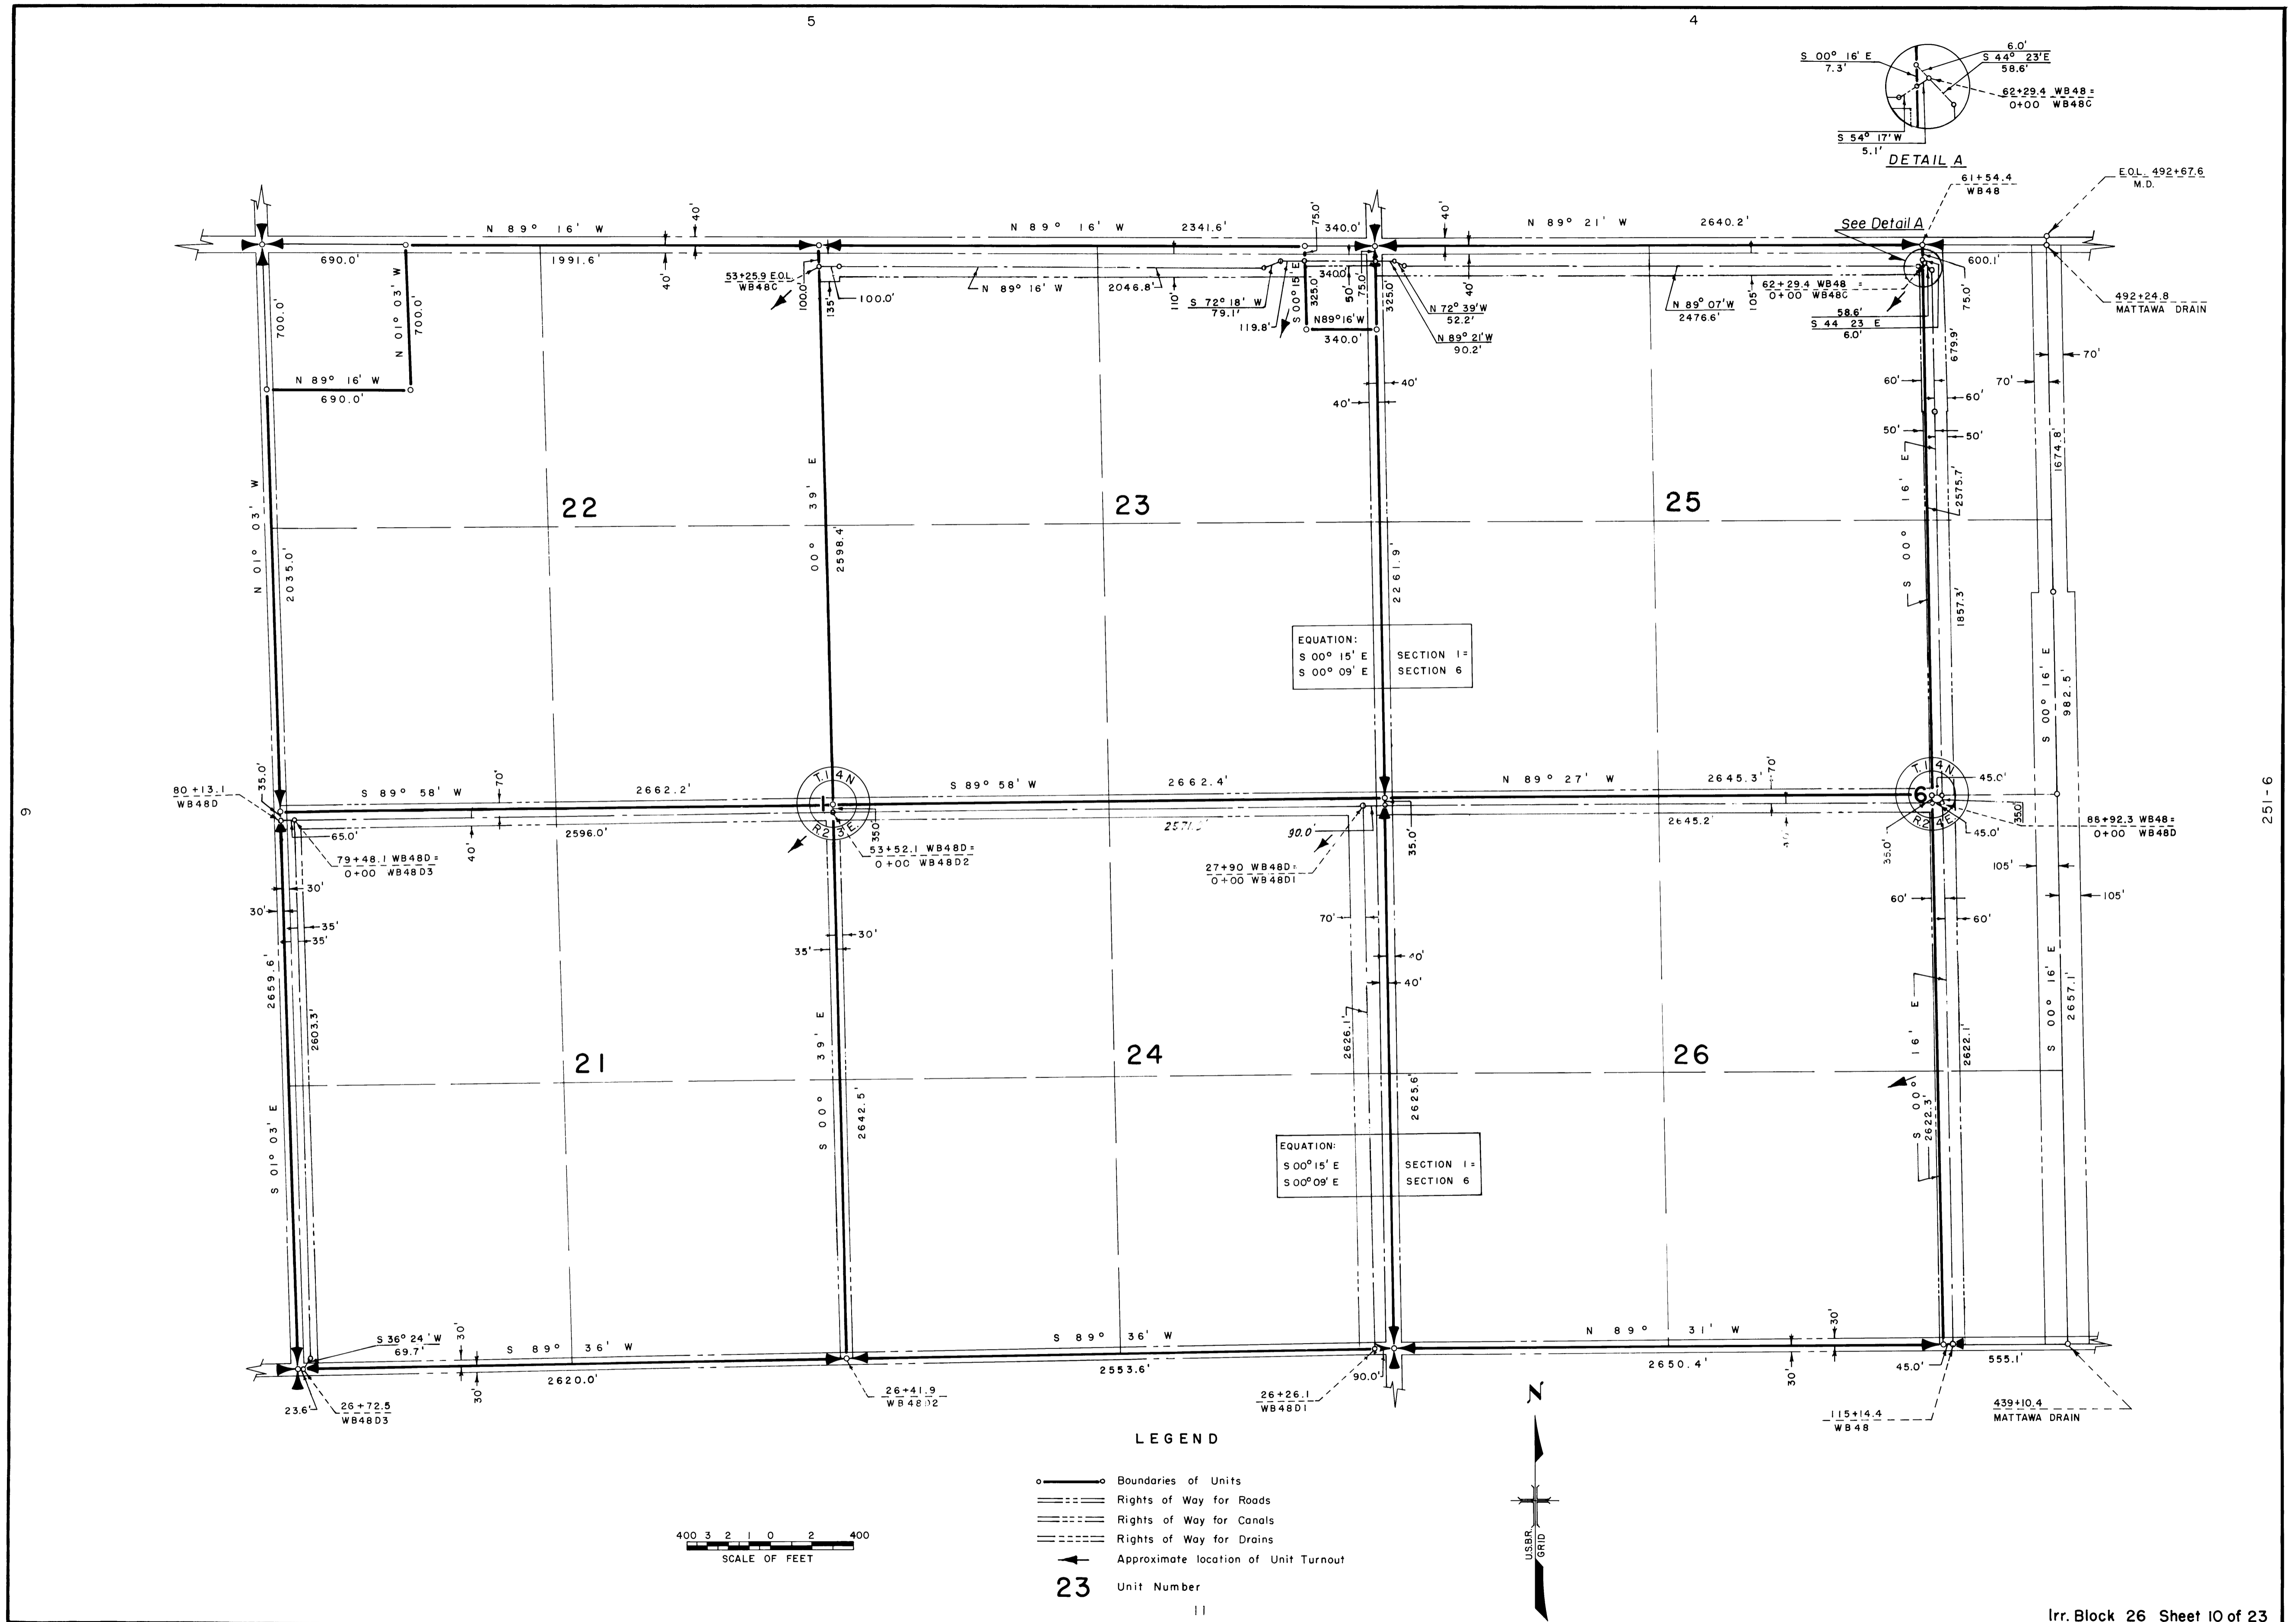 5
4
S 00° 16' E
7.3'
6.0'
S 44° 23'E
58.6'
62+29.4 WB48 =
0+00 WB48C
S 54° 17' W
5.1'
DETAIL A
61+54.4
WB48
E.O.L. 492+67.6
M.D.
See Detail A
N 89° 16' W
40'
N 89° 16' W
2341.6'
75.0'
340.0'
40'
N 89° 21' W
2640.2'
690.0'
1991.6'
40'
53+25.9 E.O.L.
WB48C
100.0'
135'
100.0'
N 89° 16' W
2046.8'
110'
S 72° 18' W
79.1'
119.8'
S 00° 15' E
325.0'
340.0'
50'
75.0'
325.0'
N 89° 16' W
340.0'
N 72° 39' W
52.2'
N 89° 21' W
90.2'
40'
N 89° 07' W
2476.6'
105'
62+29.4 WB48 =
0+00 WB48C
58.6'
S 44 23 E
6.0'
600.1'
75.0'
679.9'
492+24.8
MATTAWA DRAIN
700.0'
N 01° 03' W
700.0'
N 89° 16' W
690.0'
40'
40'
60'
60'
70'
70'
50'
50'
1674.8'
N 01° 03' W
2035.0'
22
00° 39' E
2598.4'
23
2261.9'
25
S 00° 16' E
2575.7'
1857.3'
EQUATION:
S 00° 15' E SECTION 1 =
S 00° 09' E SECTION 6
S 00° 16' E
982.5'
6
251-6
80+13.1
WB48D
35.0'
S 89° 58' W
70'
2662.2'
T.14N
1
R.23E
S 89° 58' W
2662.4'
N 89° 27' W
2645.3'
70'
T.14N
6
R.24E
45.0'
65.0'
2596.0'
40'
79+48.1 WB48D =
0+00 WB48D3
35.0'
53+52.1 WB48D =
0+00 WB48D2
90.0'
35.0'
27+90 WB48D =
0+00 WB48D1
2645.2'
35.0'
35.0'
45.0'
88+92.3 WB48 =
0+00 WB48D
105'
105'
30'
30'
35'
35'
30'
35'
70'
40'
40'
60'
60'
2659.6'
2603.3'
S 01° 03' E
21
S 00° 39' E
2642.5'
24
2626.1'
2625.6'
26
S 00° 16' E
S 00° 16' E
2622.3'
2622.1'
S 00° 16' E
2657.1'
EQUATION:
S 00° 15' E SECTION 1 =
S 00° 09' E SECTION 6
S 36° 24' W
69.7'
30'
S 89° 36' W
2620.0'
30'
23.6'
26+72.5
WB48D3
26+41.9
WB48D2
S 89° 36' W
2553.6'
26+26.1
WB48D1
90.0'
N 89° 31' W
2650.4'
30'
30'
45.0'
555.1'
115+14.4
WB48
439+10.4
MATTAWA DRAIN
LEGEND
Boundaries of Units
Rights of Way for Roads
Rights of Way for Canals
Rights of Way for Drains
Approximate location of Unit Turnout
23 Unit Number
400 3 2 1 0 2 400
SCALE OF FEET
N
U.S.B.R. GRID
11
Irr. Block 26 Sheet 10 of 23